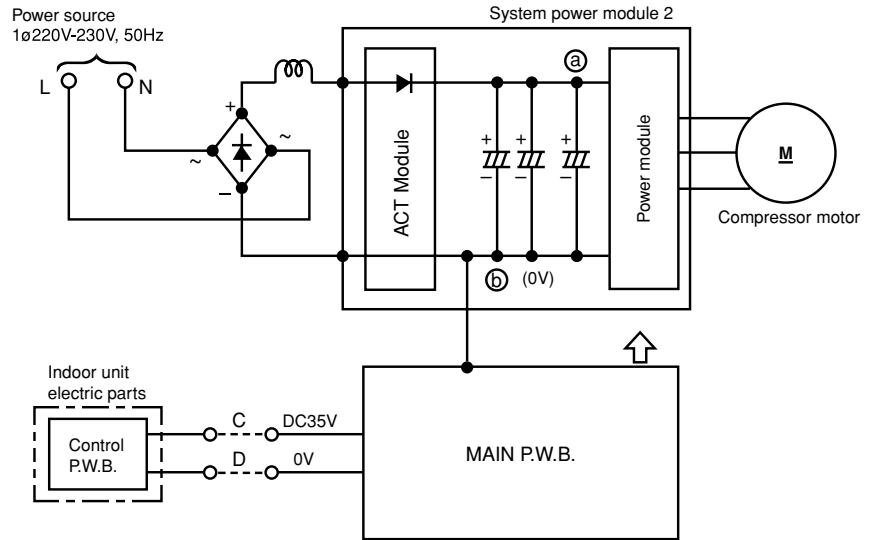 Power source
1ø220V-230V, 50Hz
System power module 2
L
N
+
~
~
–
ACT Module
ⓐ
+
+
+
–
–
–
ⓑ
(0V)
Power module
M
Compressor motor
Indoor unit
electric parts
Control
P.W.B.
C
DC35V
D
0V
MAIN P.W.B.